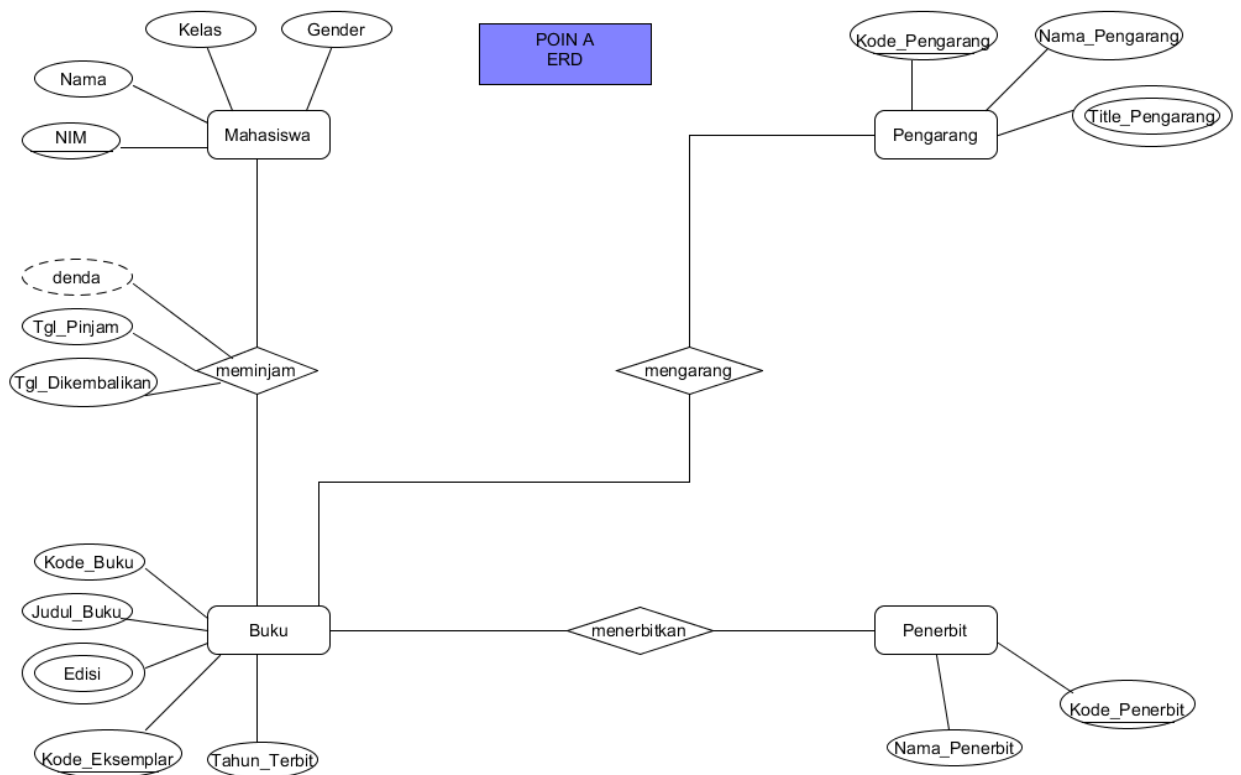 Kelas
Gender
POIN A
ERD
Kode_Pengarang
Nama_Pengarang
Nama
Title_Pengarang
NIM
Mahasiswa
Pengarang
denda
Tgl_Pinjam
Tgl_Dikembalikan
meminjam
mengarang
Kode_Buku
Judul_Buku
Buku
menerbitkan
Penerbit
Edisi
Kode_Penerbit
Kode_Eksemplar
Tahun_Terbit
Nama_Penerbit